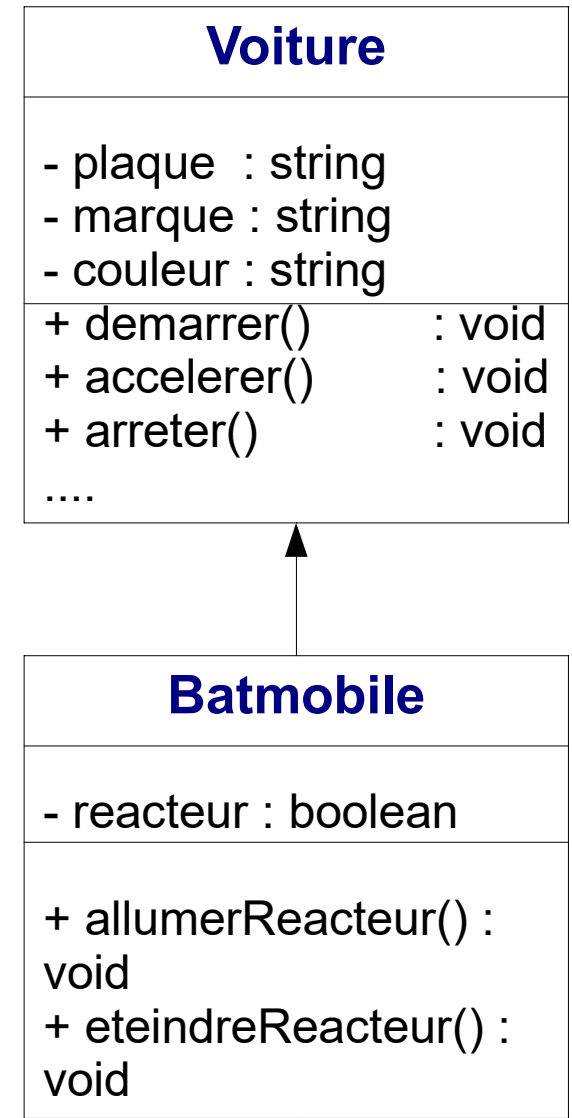 Voiture
- plaque : string
- marque : string
- couleur : string
+ demarrer() : void
+ accelerer() : void
+ arreter() : void
....
Batmobile
- reacteur : boolean
+ allumerReacteur() :
void
+ eteindreReacteur() :
void